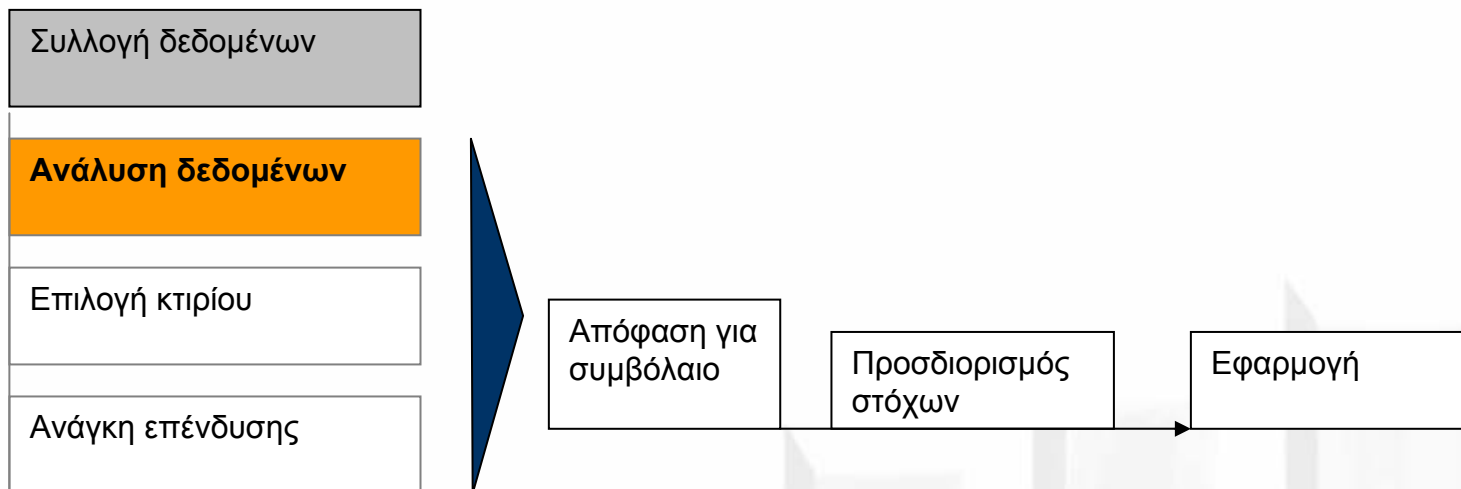 Συλλογή δεδομένων
Ανάλυση δεδομένων
Επιλογή κτιρίου
Ανάγκη επένδυσης
Απόφαση για
συμβόλαιο
Προσδιορισμός
στόχων
Εφαρμογή